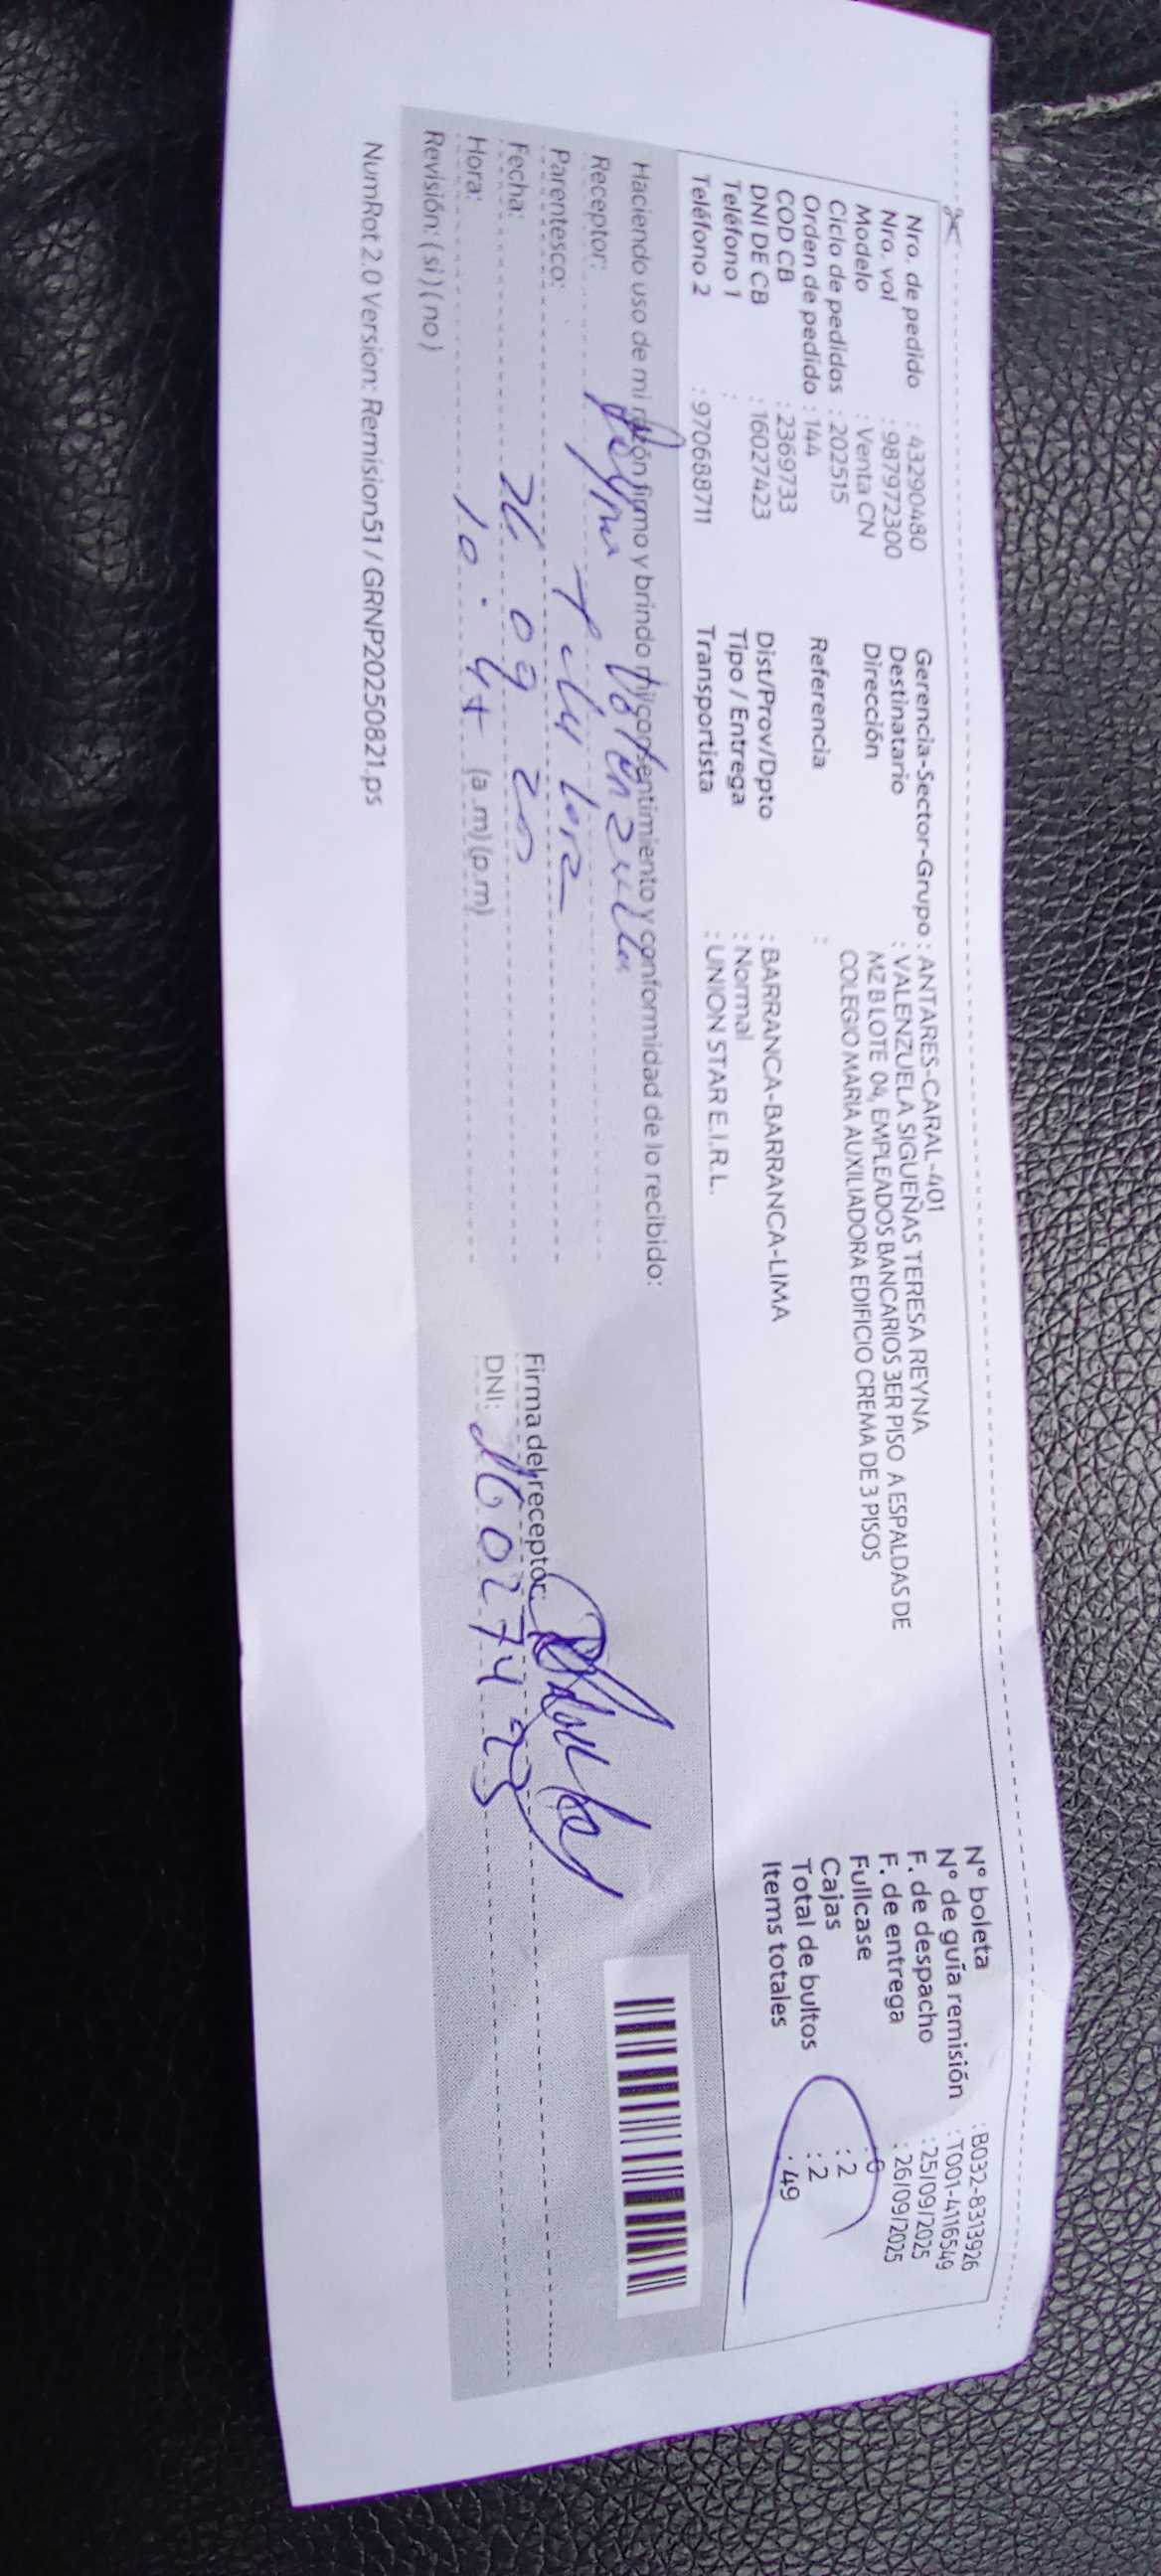 Nro. de pedido : 43290480
Nro. val : 987972300
Modelo : Venta CN
Ciclo de pedidos : 202515
Orden de pedido : 144
COD CB : 2369733
DNI DE CB : 16027423
Teléfono 1 :
Teléfono 2 : 970688711
Gerencia-Sector-Grupo : ANTARES-CARAL-401
Destinatario : VALENZUELA SIGUEÑAS TERESA REYNA
Dirección MZ B LOTE 04, EMPLEADOS BANCARIOS 3ER PISO A ESPALDAS DE
COLEGIO MARIA AUXILIADORA EDIFICIO CREMA DE 3 PISOS
Referencia :
Dist/Prov/Dpto : BARRANCA-BARRANCA-LIMA
Tipo / Entrega : Normal
Transportista : UNION STAR E.I.R.L.
N° boleta : B032-8313926
N° de guía remisión : T001-4116549
F. de despacho : 25/09/2025
F. de entrega : 26/09/2025
Fullcase : 0
Cajas : 2
Total de bultos : 2
Items totales : 49
Haciendo uso de mi razón firmo y brindo mi consentimiento y conformidad de lo recibido:
Receptor: Reyna Valenzuela
Parentesco: Titular
Fecha: 26 09 25
Hora: 10:44 (a.m) (p.m)
Revisión: ( si ) ( no )
Firma del receptor:
DNI: 16027423
NumRot 2.0 Version: Remision51 / GRNP20250821.ps